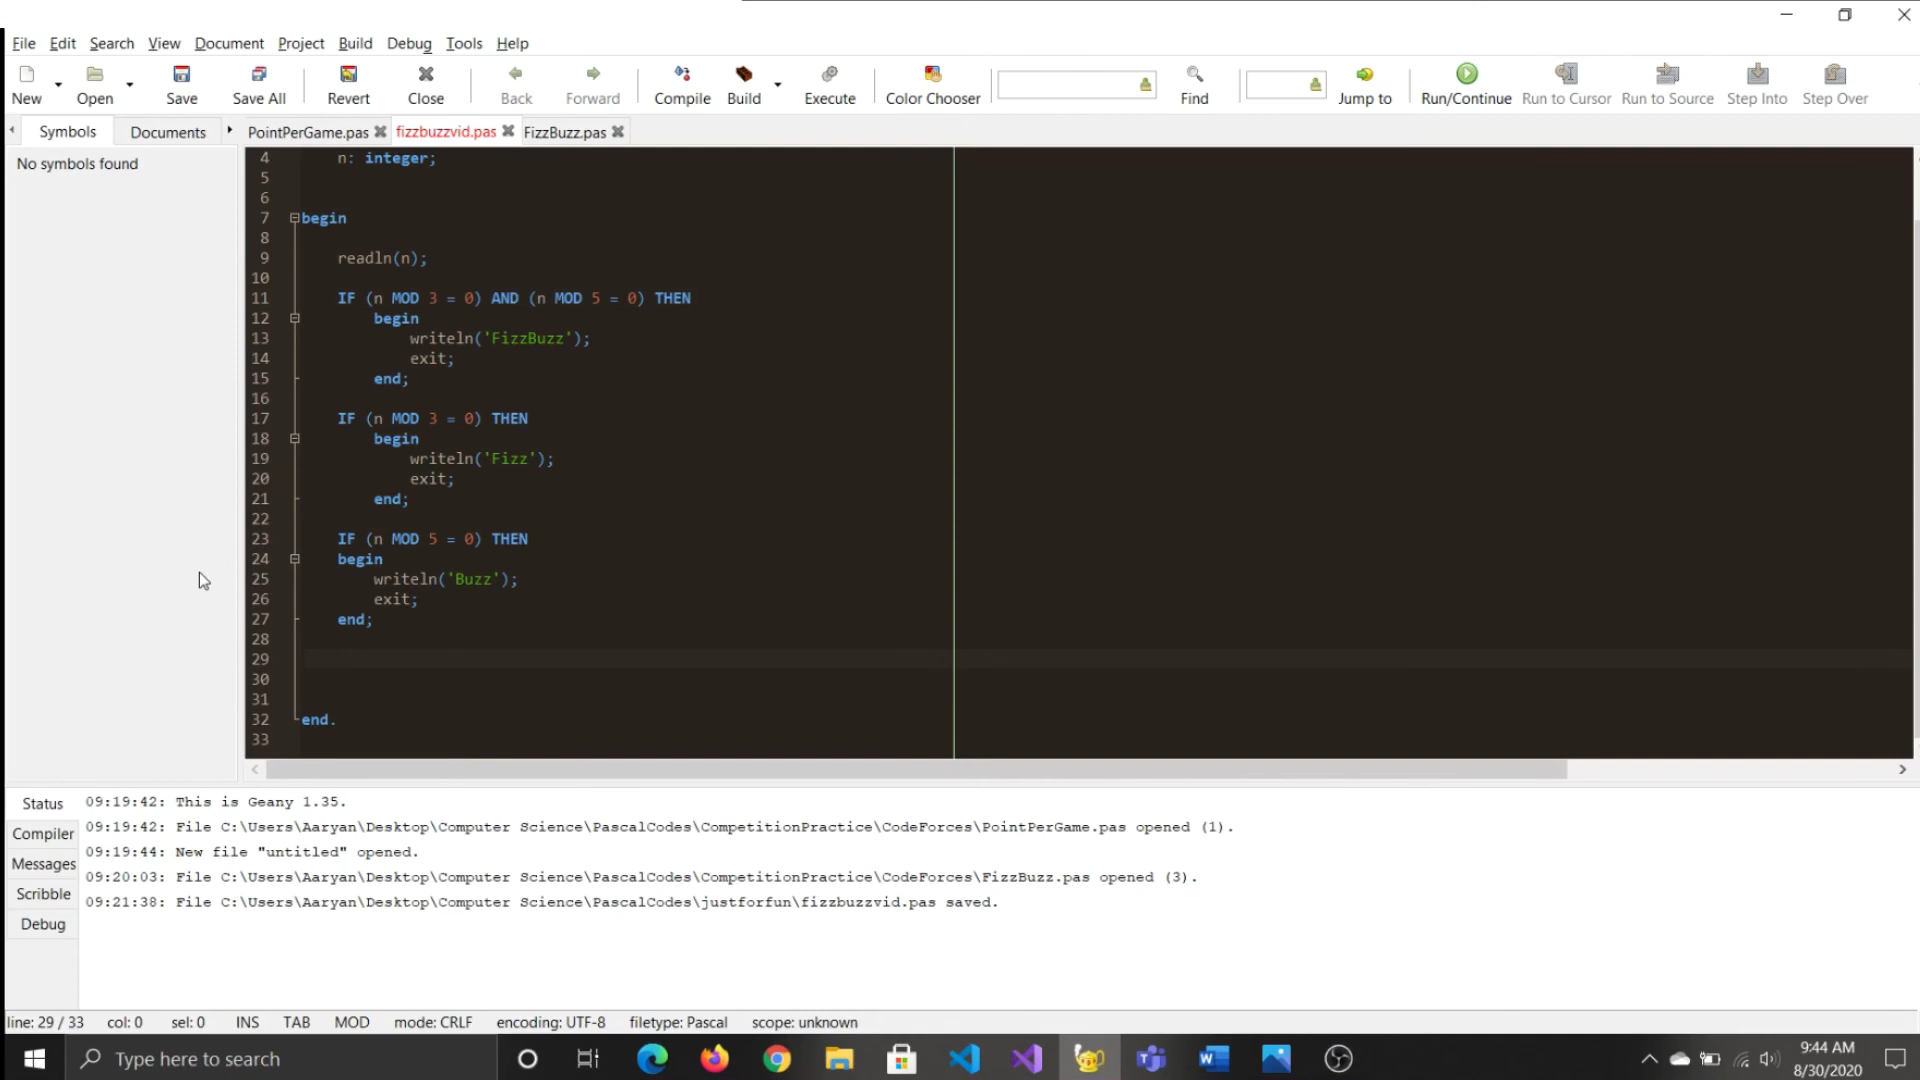 File Edit Search View Document Project Build Debug Tools Help
New Open Save Save All Revert Close Back Forward Compile Build Execute Color Chooser Find Jump to Run/Continue Run to Cursor Run to Source Step Into Step Over
Symbols Documents PointPerGame.pas fizzbuzzvid.pas FizzBuzz.pas
No symbols found
4 n: integer;
5
6
7 begin
8
9 readln(n);
10
11 IF (n MOD 3 = 0) AND (n MOD 5 = 0) THEN
12 begin
13 writeln('FizzBuzz');
14 exit;
15 end;
16
17 IF (n MOD 3 = 0) THEN
18 begin
19 writeln('Fizz');
20 exit;
21 end;
22
23 IF (n MOD 5 = 0) THEN
24 begin
25 writeln('Buzz');
26 exit;
27 end;
28
29
30
31
32 end.
33
Status
Compiler
Messages
Scribble
Debug
09:19:42: This is Geany 1.35.
09:19:42: File C:\Users\Aaryan\Desktop\Computer Science\PascalCodes\CompetitionPractice\CodeForces\PointPerGame.pas opened (1).
09:19:44: New file "untitled" opened.
09:20:03: File C:\Users\Aaryan\Desktop\Computer Science\PascalCodes\CompetitionPractice\CodeForces\FizzBuzz.pas opened (3).
09:21:38: File C:\Users\Aaryan\Desktop\Computer Science\PascalCodes\justforfun\fizzbuzzvid.pas saved.
line: 29 / 33 col: 0 sel: 0 INS TAB MOD mode: CRLF encoding: UTF-8 filetype: Pascal scope: unknown
Type here to search
9:44 AM
8/30/2020